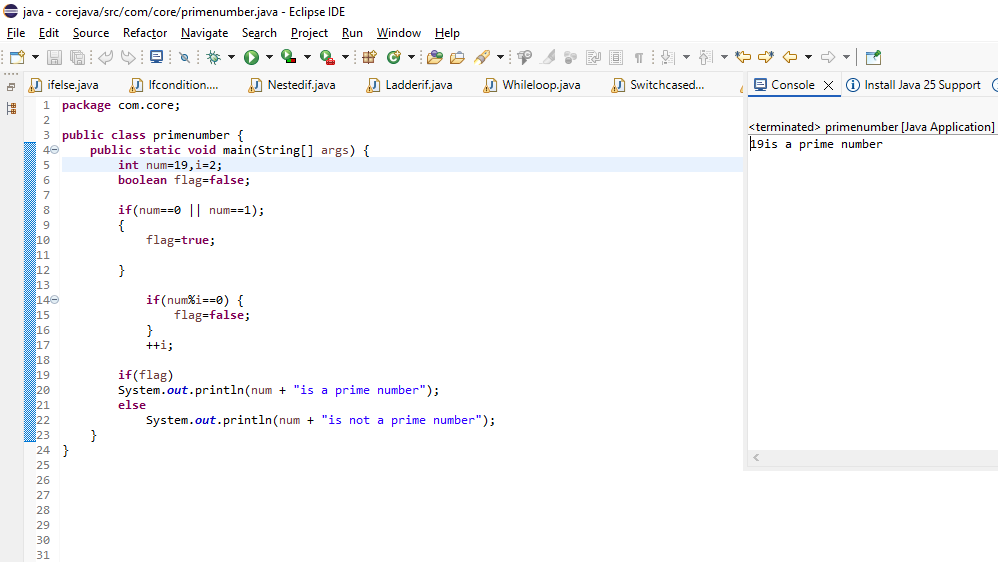 java - corejava/src/com/core/primenumber.java - Eclipse IDE
File Edit Source Refactor Navigate Search Project Run Window Help
ifelse.java Ifcondition.... Nestedif.java Ladderif.java Whileloop.java Switchcased... Console Install Java 25 Support
<terminated> primenumber [Java Application]
19is a prime number
1 package com.core;
2
3 public class primenumber {
4 public static void main(String[] args) {
5 int num=19,i=2;
6 boolean flag=false;
7
8 if(num==0 || num==1);
9 {
10 flag=true;
11
12 }
13
14 if(num%i==0) {
15 flag=false;
16 }
17 ++i;
18
19 if(flag)
20 System.out.println(num + "is a prime number");
21 else
22 System.out.println(num + "is not a prime number");
23 }
24 }
25
26
27
28
29
30
31